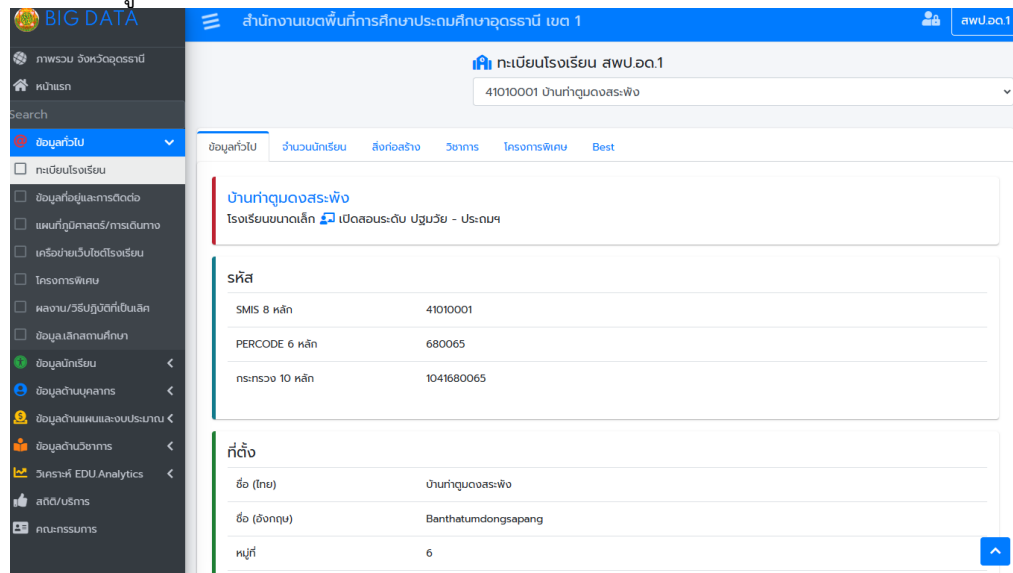 BIG DATA
สำนักงานเขตพื้นที่การศึกษาประถมศึกษาอุดรธานี เขต 1
สพป.อด.1
ภาพรวม จังหวัดอุดรธานี
หน้าแรก
Search
ข้อมูลทั่วไป
ทะเบียนโรงเรียน
ข้อมูลที่อยู่และการติดต่อ
แผนที่ภูมิศาสตร์/การเดินทาง
เครือข่ายเว็บไซต์โรงเรียน
โครงการพิเศษ
ผลงาน/วิธีปฏิบัติที่เป็นเลิศ
ข้อมูล.เลิกสถานศึกษา
ข้อมูลนักเรียน
ข้อมูลด้านบุคลากร
ข้อมูลด้านแผนและงบประมาณ
ข้อมูลด้านวิชาการ
วิเคราะห์ EDU.Analytics
สถิติ/บริการ
คณะกรรมการ
ทะเบียนโรงเรียน สพป.อด.1
41010001 บ้านท่าตูมดงสระพัง
ข้อมูลทั่วไป จำนวนนักเรียน สิ่งก่อสร้าง วิชาการ โครงการพิเศษ Best
บ้านท่าตูมดงสระพัง
โรงเรียนขนาดเล็ก เปิดสอนระดับ ปฐมวัย - ประถมฯ
รหัส
SMIS 8 หลัก 41010001
PERCODE 6 หลัก 680065
กระทรวง 10 หลัก 1041680065
ที่ตั้ง
ชื่อ (ไทย) บ้านท่าตูมดงสระพัง
ชื่อ (อังกฤษ) Banthatumdongsapang
หมู่ที่ 6